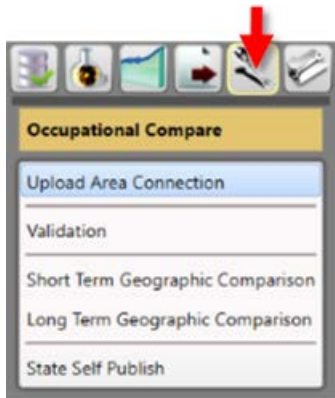 Occupational Compare
Upload Area Connection
Validation
Short Term Geographic Comparison
Long Term Geographic Comparison
State Self Publish